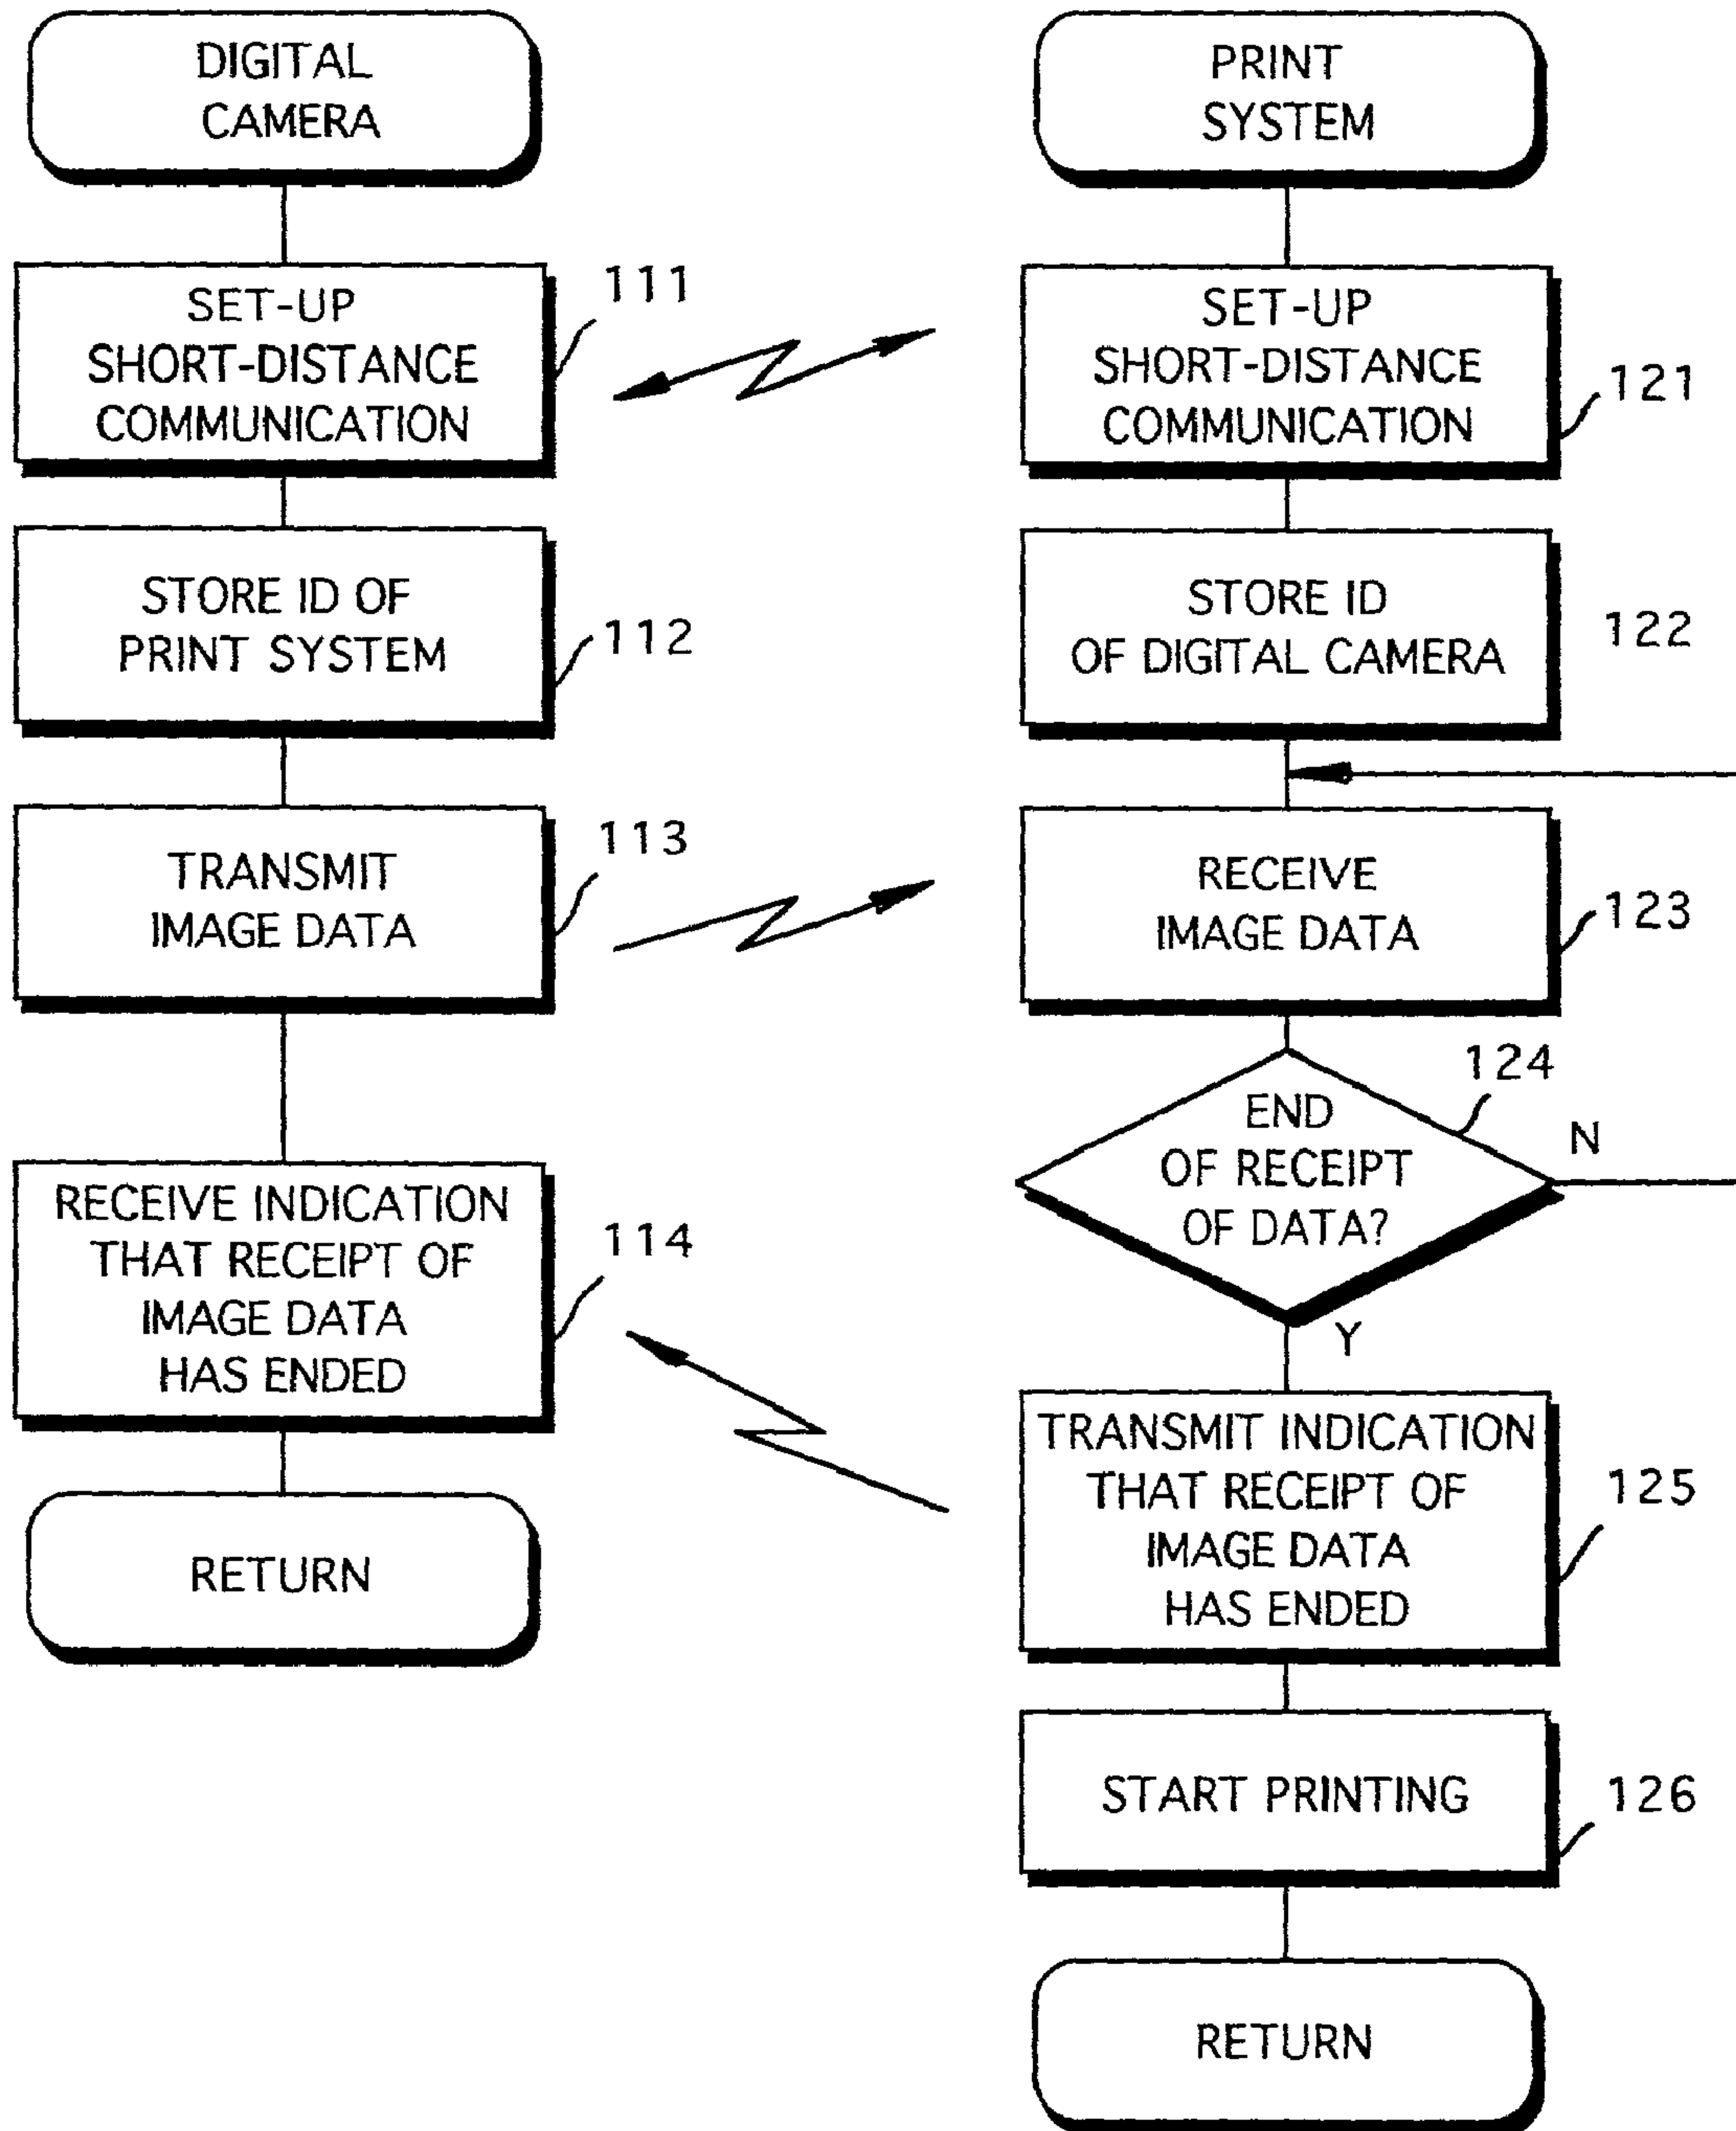 DIGITAL
CAMERA
SET-UP
SHORT-DISTANCE
COMMUNICATION
111
STORE ID OF
PRINT SYSTEM
112
TRANSMIT
IMAGE DATA
113
RECEIVE INDICATION
THAT RECEIPT OF
IMAGE DATA
HAS ENDED
114
RETURN
PRINT
SYSTEM
SET-UP
SHORT-DISTANCE
COMMUNICATION
121
STORE ID
OF DIGITAL CAMERA
122
RECEIVE
IMAGE DATA
123
END
OF RECEIPT
OF DATA?
124
N
Y
TRANSMIT INDICATION
THAT RECEIPT OF
IMAGE DATA
HAS ENDED
125
START PRINTING
126
RETURN